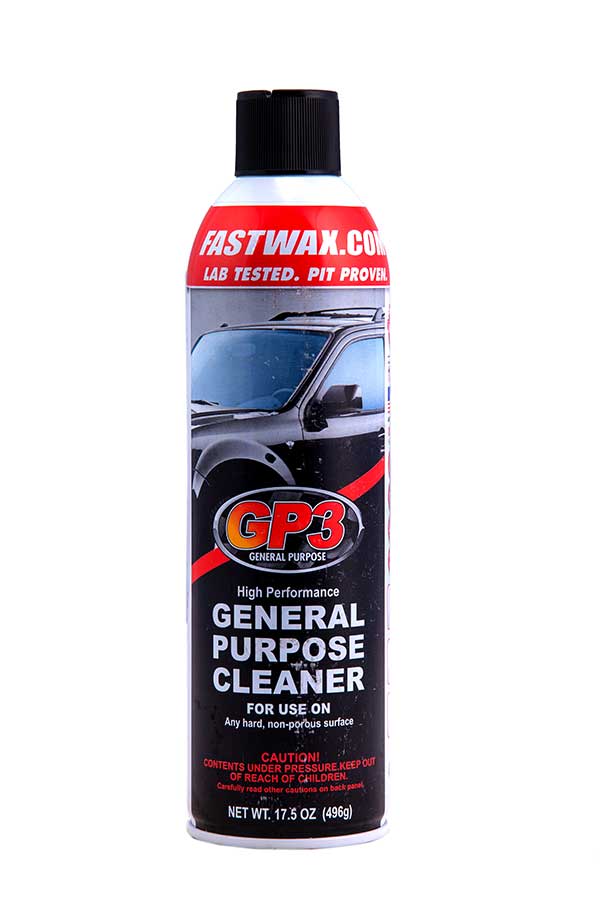 FASTWAX.COM
LAB TESTED. PIT PROVEN.
GP3
GENERAL PURPOSE
High Performance
GENERAL
PURPOSE
CLEANER
FOR USE ON
Any hard, non-porous surface
CAUTION!
CONTENTS UNDER PRESSURE.KEEP OUT
OF REACH OF CHILDREN.
Carefully read other cautions on back panel.
NET WT. 17.5 OZ (496g)